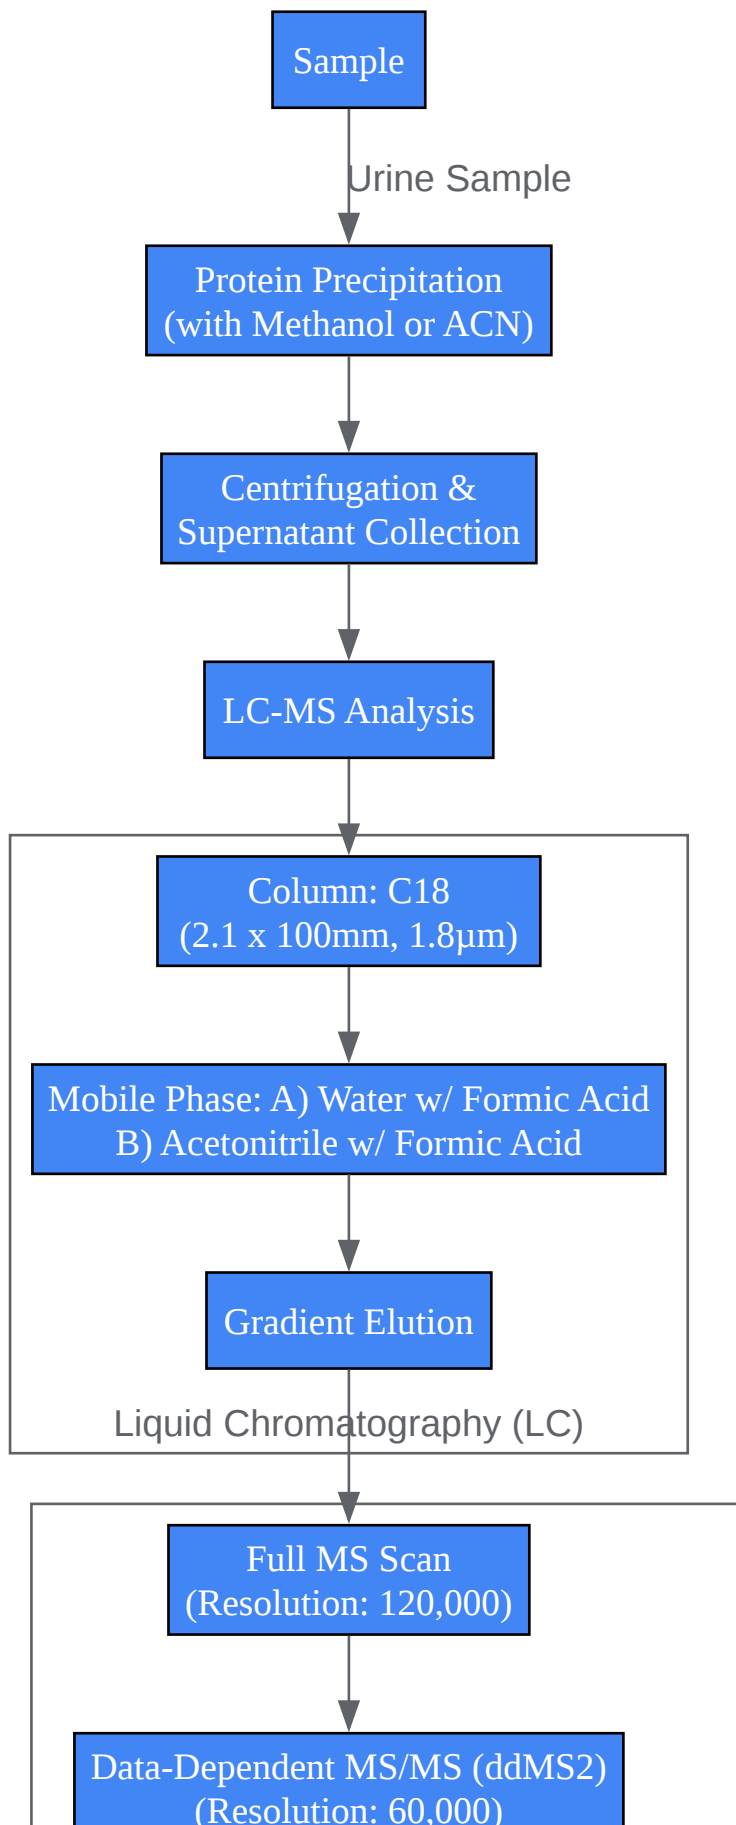 Sample
Urine Sample
Protein Precipitation
(with Methanol or ACN)
Centrifugation &
Supernatant Collection
LC-MS Analysis
Column: C18
(2.1 x 100mm, 1.8µm)
Mobile Phase: A) Water w/ Formic Acid
B) Acetonitrile w/ Formic Acid
Gradient Elution
Liquid Chromatography (LC)
Full MS Scan
(Resolution: 120,000)
Data-Dependent MS/MS (ddMS2)
(Resolution: 60,000)